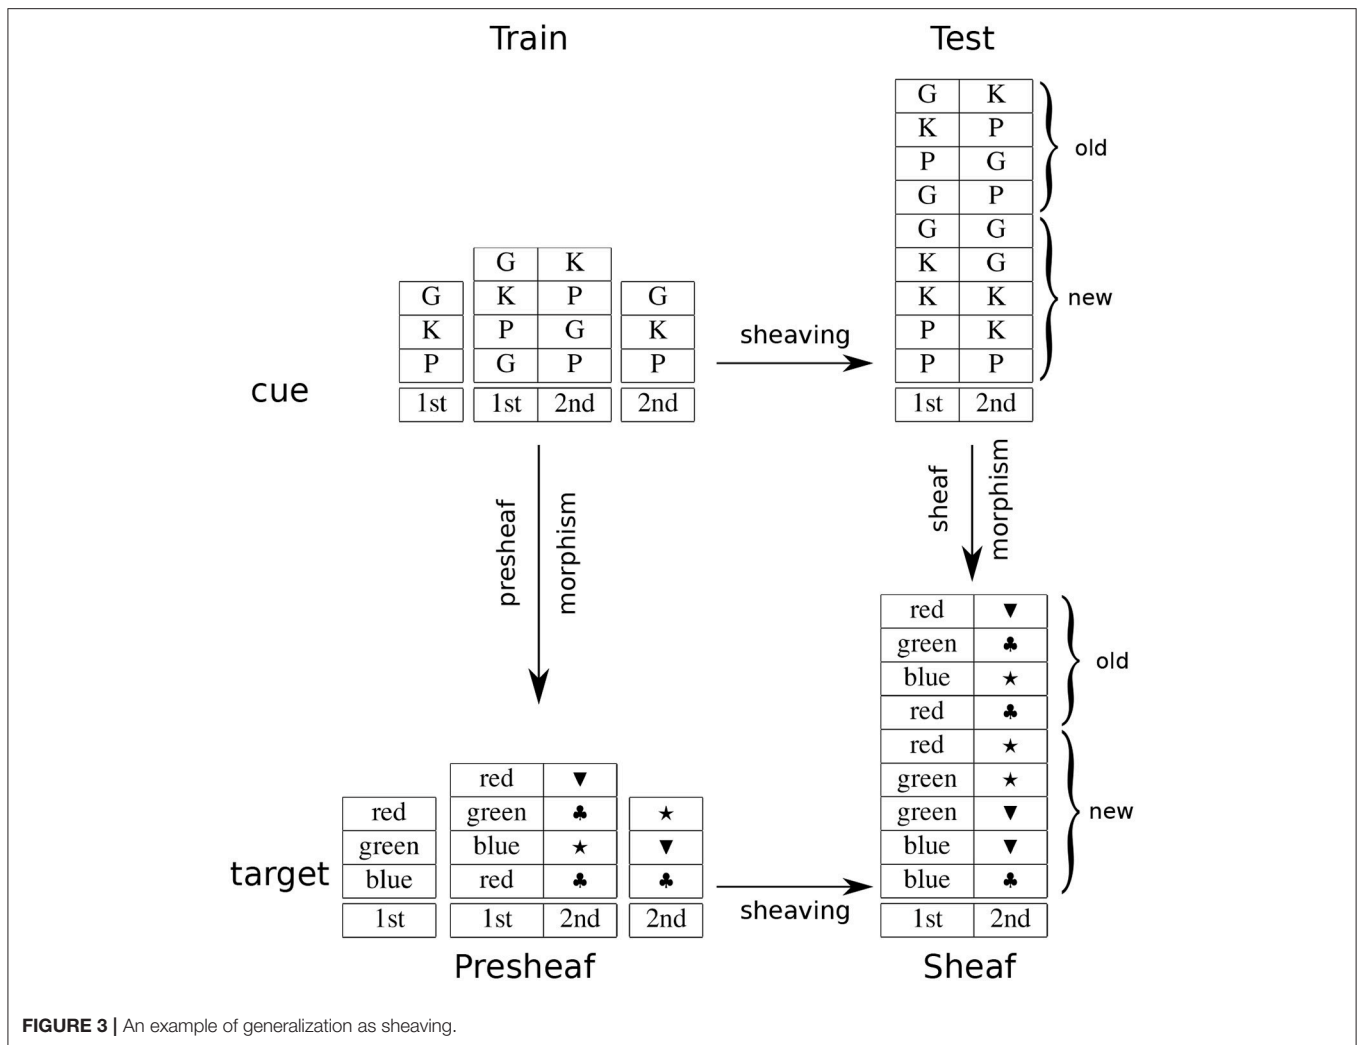 Train
Test
G K
K P
P G
G P
old
G G
K G
K K
P K
P P
new
1st 2nd
G K
G K P G
K P G K
P G P P
1st 1st 2nd 2nd
cue
sheaving
presheaf
morphism
sheaf
morphism
red ▼
green ♣
blue ★
red ♣
old
red ★
green ★
green ▼
blue ▼
blue ♣
new
1st 2nd
red ▼
red green ♣ ★
green blue ★ ▼
blue red ♣ ♣
1st 1st 2nd 2nd
target
sheaving
Presheaf
Sheaf
FIGURE 3 | An example of generalization as sheaving.